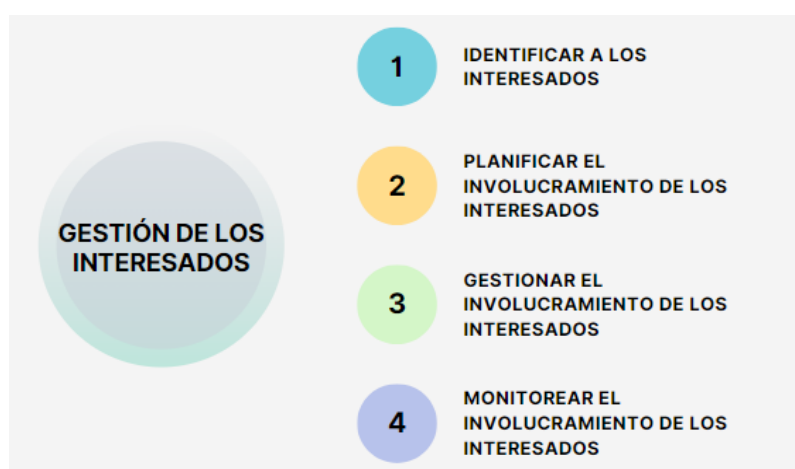 GESTIÓN DE LOS
INTERESADOS
1
IDENTIFICAR A LOS
INTERESADOS
2
PLANIFICAR EL
INVOLUCRAMIENTO DE LOS
INTERESADOS
3
GESTIONAR EL
INVOLUCRAMIENTO DE LOS
INTERESADOS
4
MONITOREAR EL
INVOLUCRAMIENTO DE LOS
INTERESADOS